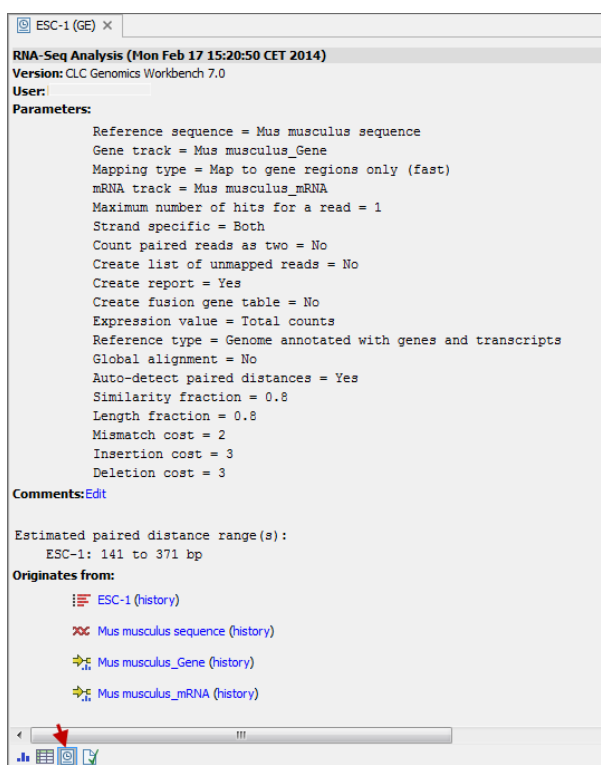 ESC-1 (GE)
RNA-Seq Analysis (Mon Feb 17 15:20:50 CET 2014)
Version: CLC Genomics Workbench 7.0
User:
Parameters:
Reference sequence = Mus musculus sequence
Gene track = Mus musculus_Gene
Mapping type = Map to gene regions only (fast)
mRNA track = Mus musculus_mRNA
Maximum number of hits for a read = 1
Strand specific = Both
Count paired reads as two = No
Create list of unmapped reads = No
Create report = Yes
Create fusion gene table = No
Expression value = Total counts
Reference type = Genome annotated with genes and transcripts
Global alignment = No
Auto-detect paired distances = Yes
Similarity fraction = 0.8
Length fraction = 0.8
Mismatch cost = 2
Insertion cost = 3
Deletion cost = 3
Comments:Edit
Estimated paired distance range(s):
ESC-1: 141 to 371 bp
Originates from:
ESC-1 (history)
Mus musculus sequence (history)
Mus musculus_Gene (history)
Mus musculus_mRNA (history)